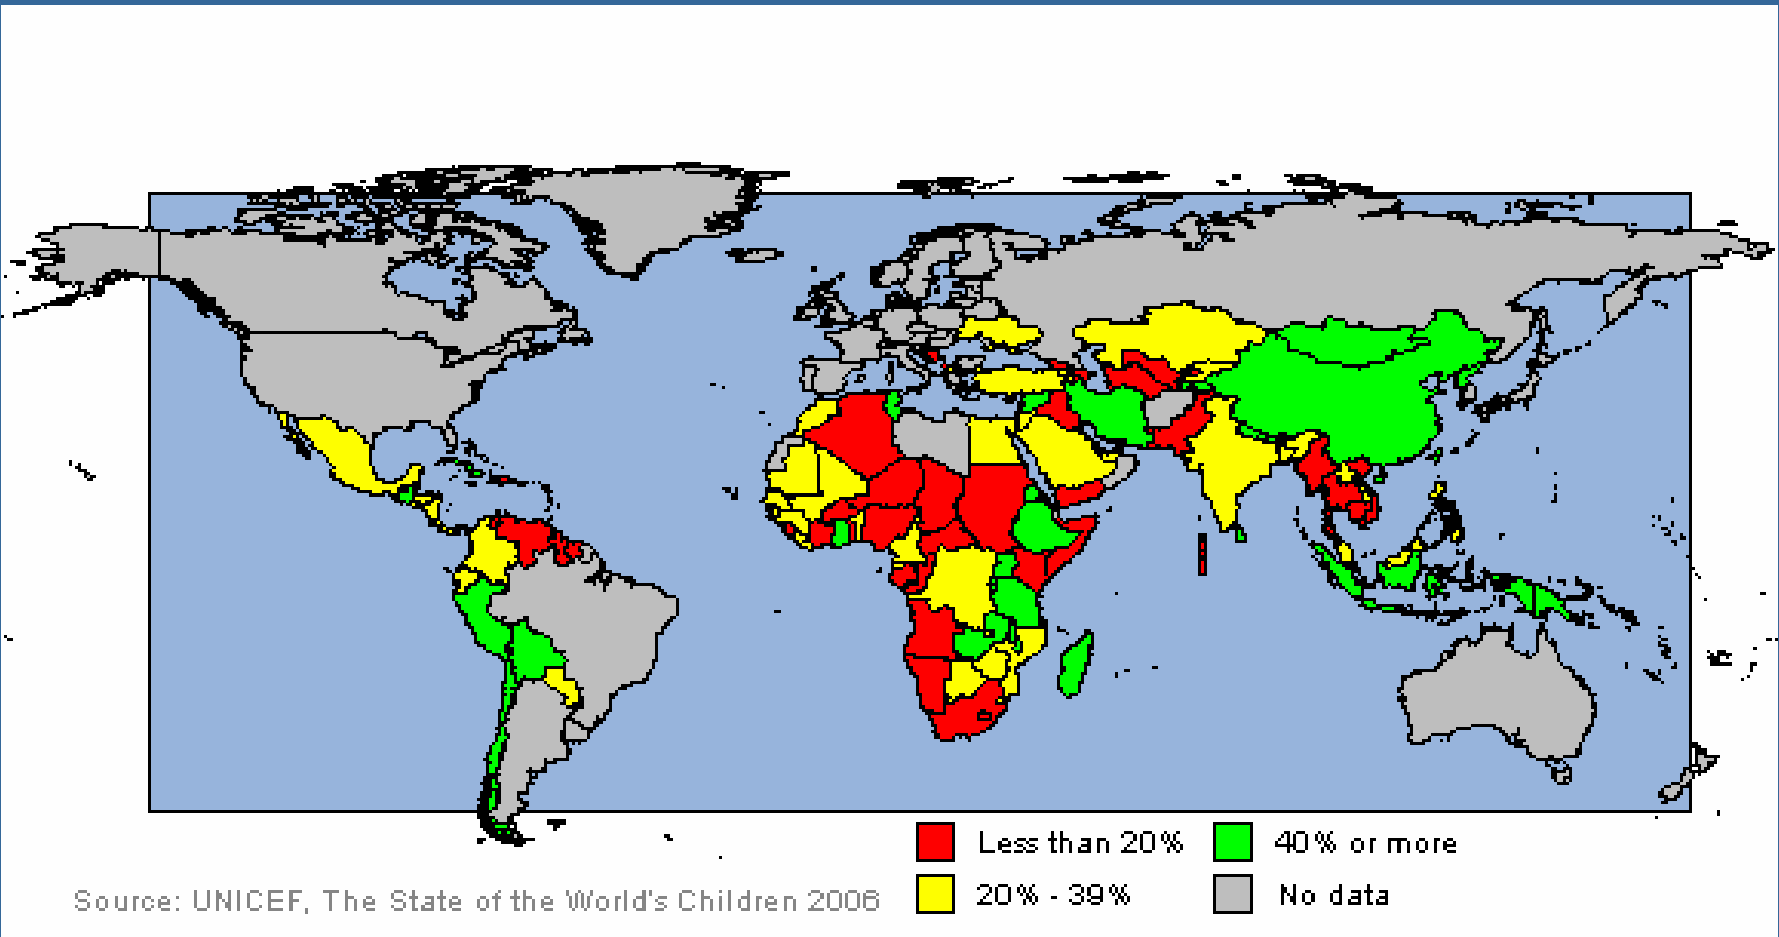 Less than 20%
40% or more
20% - 39%
No data
Source: UNICEF, The State of the World's Children 2006